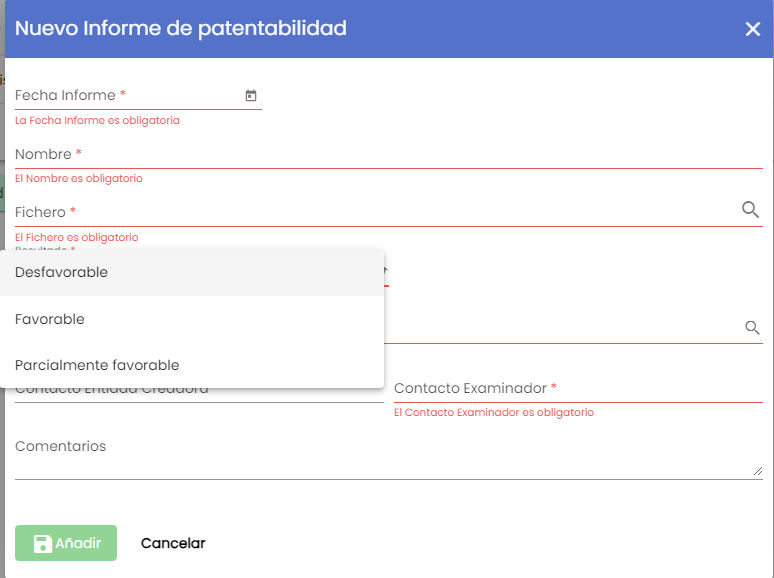 Nuevo Informe de patentabilidad
Fecha Informe *
La Fecha Informe es obligatoria
Nombre *
El Nombre es obligatorio
Fichero *
El Fichero es obligatorio
Resultado *
Desfavorable
Favorable
Parcialmente favorable
Contacto Entidad Creadora
Contacto Examinador *
El Contacto Examinador es obligatorio
Comentarios
Añadir
Cancelar